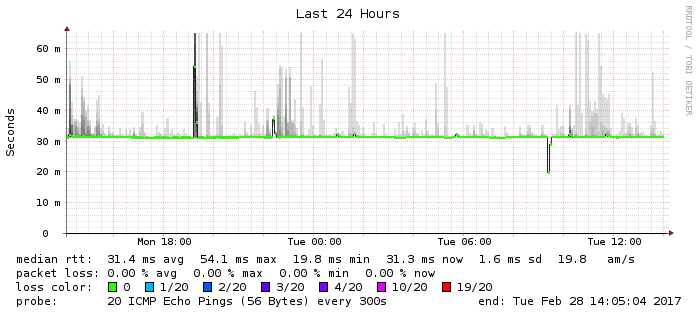 Last 24 Hours
RRDTOOL / TOBI OETIKER
Seconds
60 m
50 m
40 m
30 m
20 m
10 m
0
Mon 18:00 Tue 00:00 Tue 06:00 Tue 12:00
median rtt: 31.4 ms avg 54.1 ms max 19.8 ms min 31.3 ms now 1.6 ms sd 19.8 am/s
packet loss: 0.00 % avg 0.00 % max 0.00 % min 0.00 % now
loss color: 0 1/20 2/20 3/20 4/20 10/20 19/20
probe: 20 ICMP Echo Pings (56 Bytes) every 300s end: Tue Feb 28 14:05:04 2017